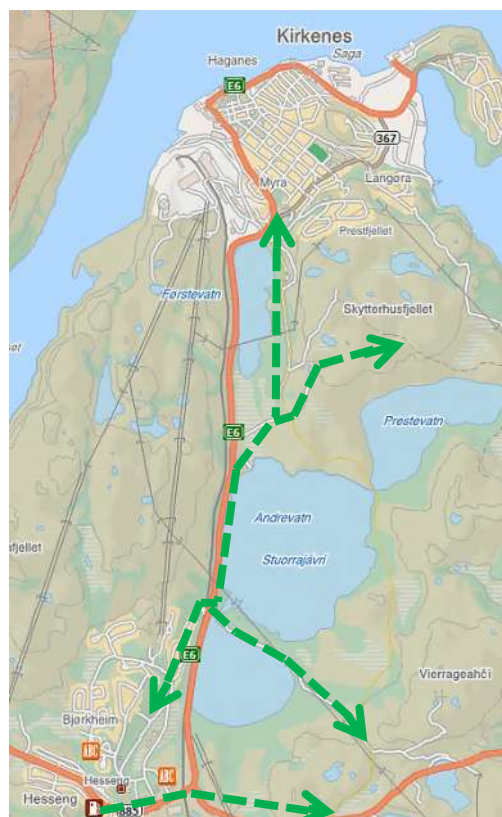 Kirkenes
Saga
Haganes
E6
367
Myra
Langøra
Prestfjellet
Førstevatn
Skytterhusfjellet
Prestevatn
E6
Andrevatn
Stuorrajávri
fjellet
E6
Vierrageahči
Bjørkheim
ABC
ABC
Hesseng
Hesseng
885